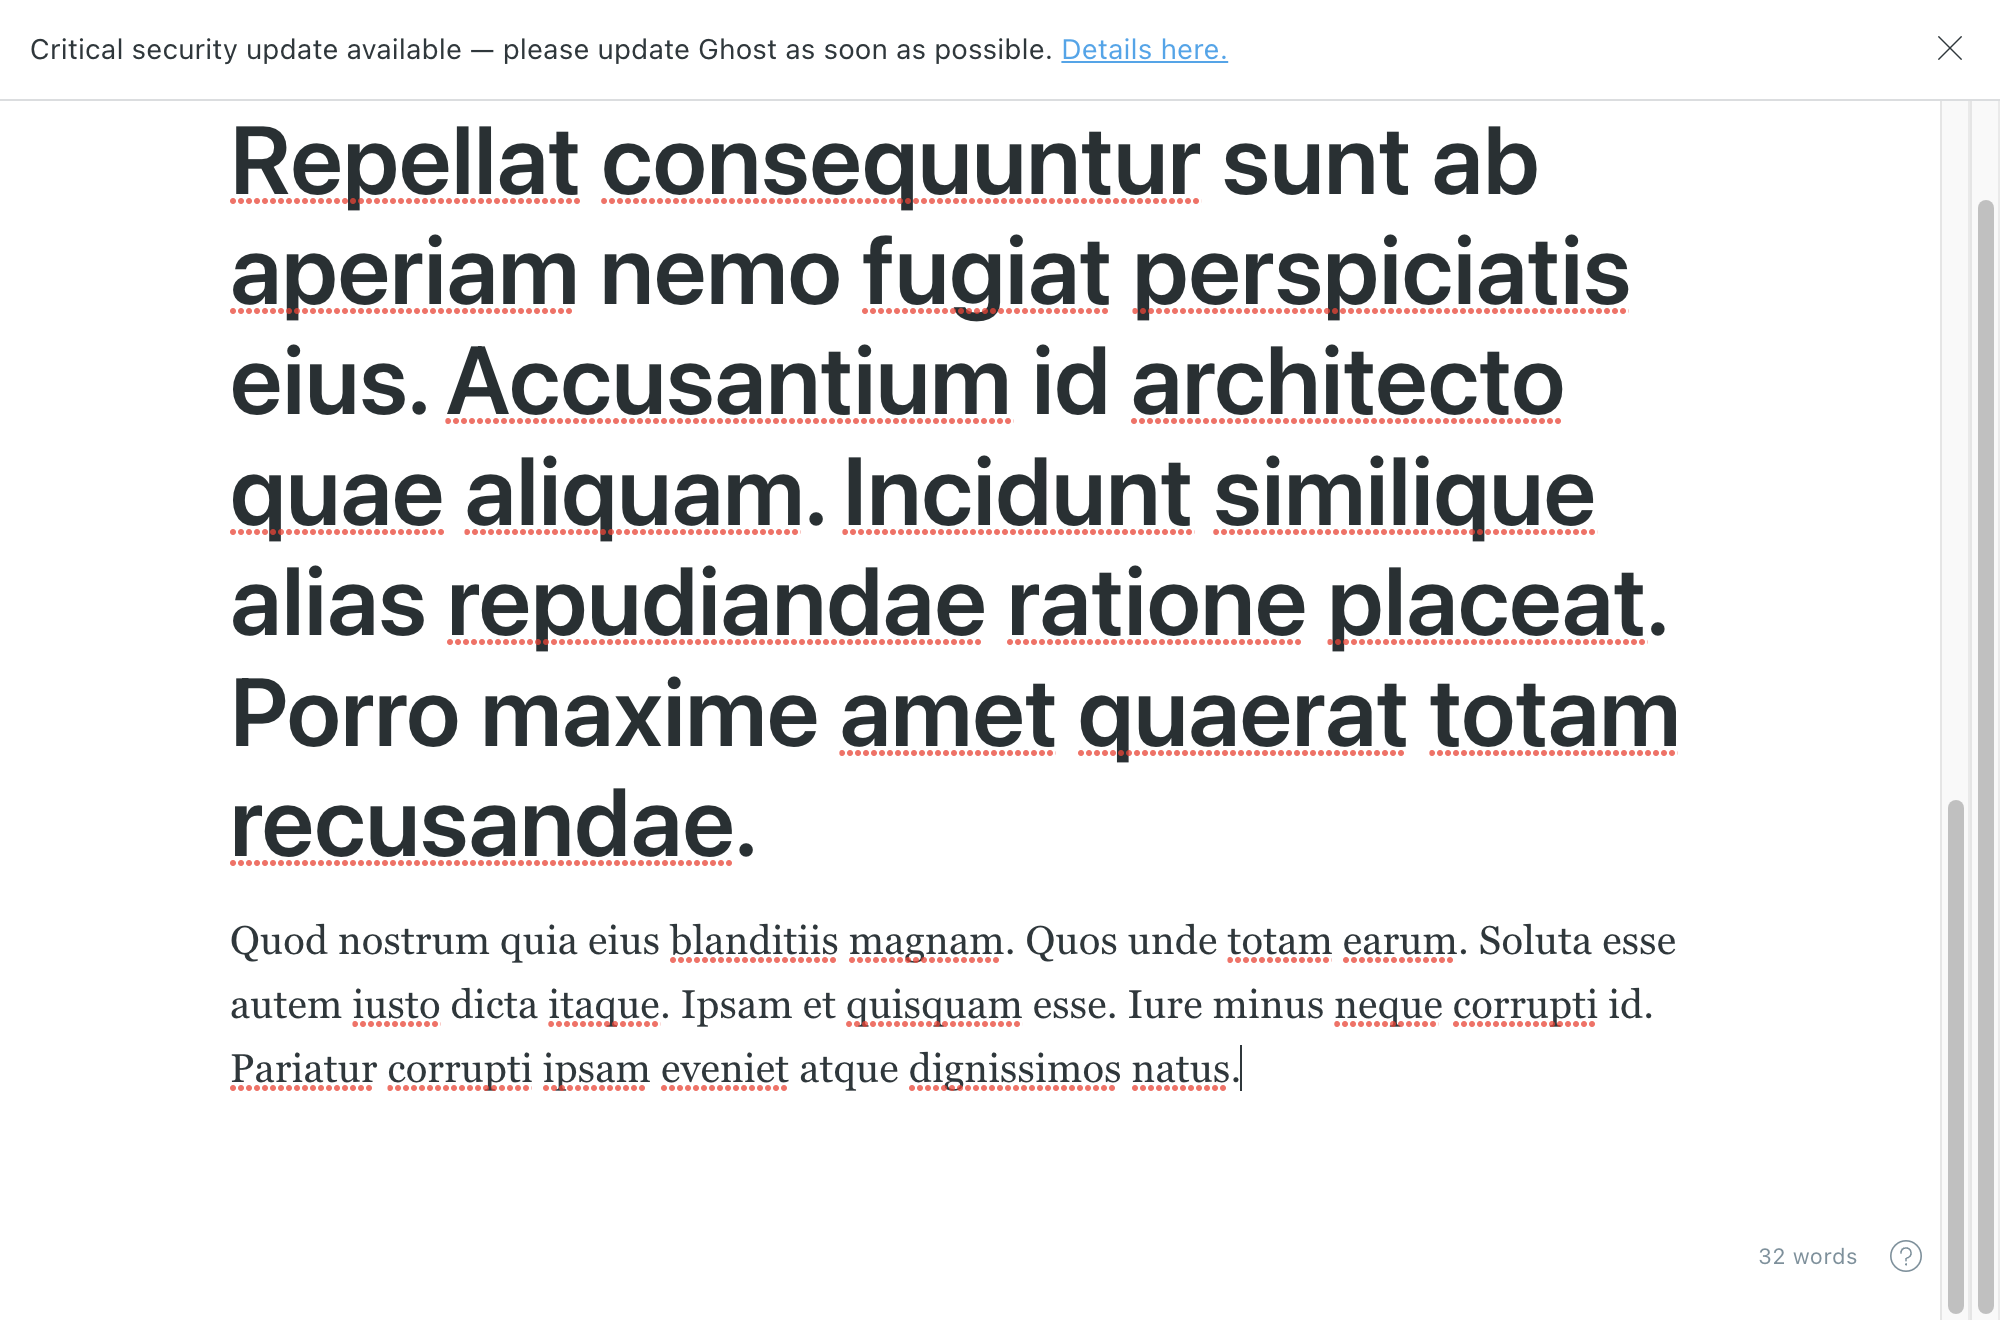 Critical security update available — please update Ghost as soon as possible. Details here.
Repellat consequuntur sunt ab
aperiam nemo fugiat perspiciatis
eius. Accusantium id architecto
quae aliquam. Incidunt similique
alias repudiandae ratione placeat.
Porro maxime amet quaerat totam
recusandae.
Quod nostrum quia eius blanditiis magnam. Quos unde totam earum. Soluta esse
autem iusto dicta itaque. Ipsam et quisquam esse. Iure minus neque corrupti id.
Pariatur corrupti ipsam eveniet atque dignissimos natus.
32 words ?